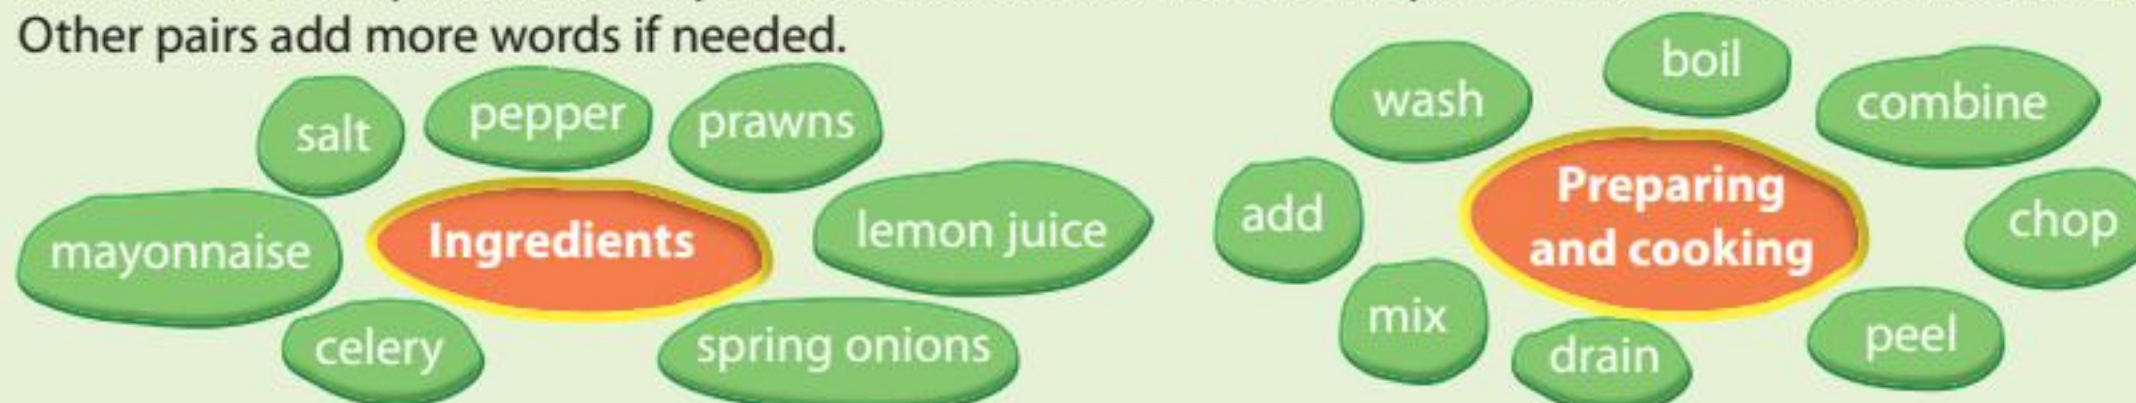 Other pairs add more words if needed.
salt
pepper
prawns
mayonnaise
Ingredients
lemon juice
celery
spring onions
wash
boil
combine
add
Preparing
and cooking
chop
mix
drain
peel